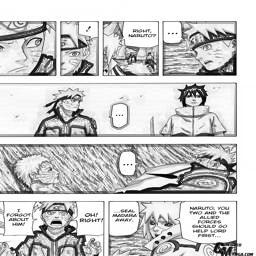 RIGHT,
NARUTO?
...
...
...
NARUTO, YOU
TWO AND THE
ALLIED
FORCES
SHOULD GO
HELP LORD
FIRST...
...SEAL
MADARA
AWAY.
OH!
RIGHT!
I
FORGOT
ABOUT
HIM!